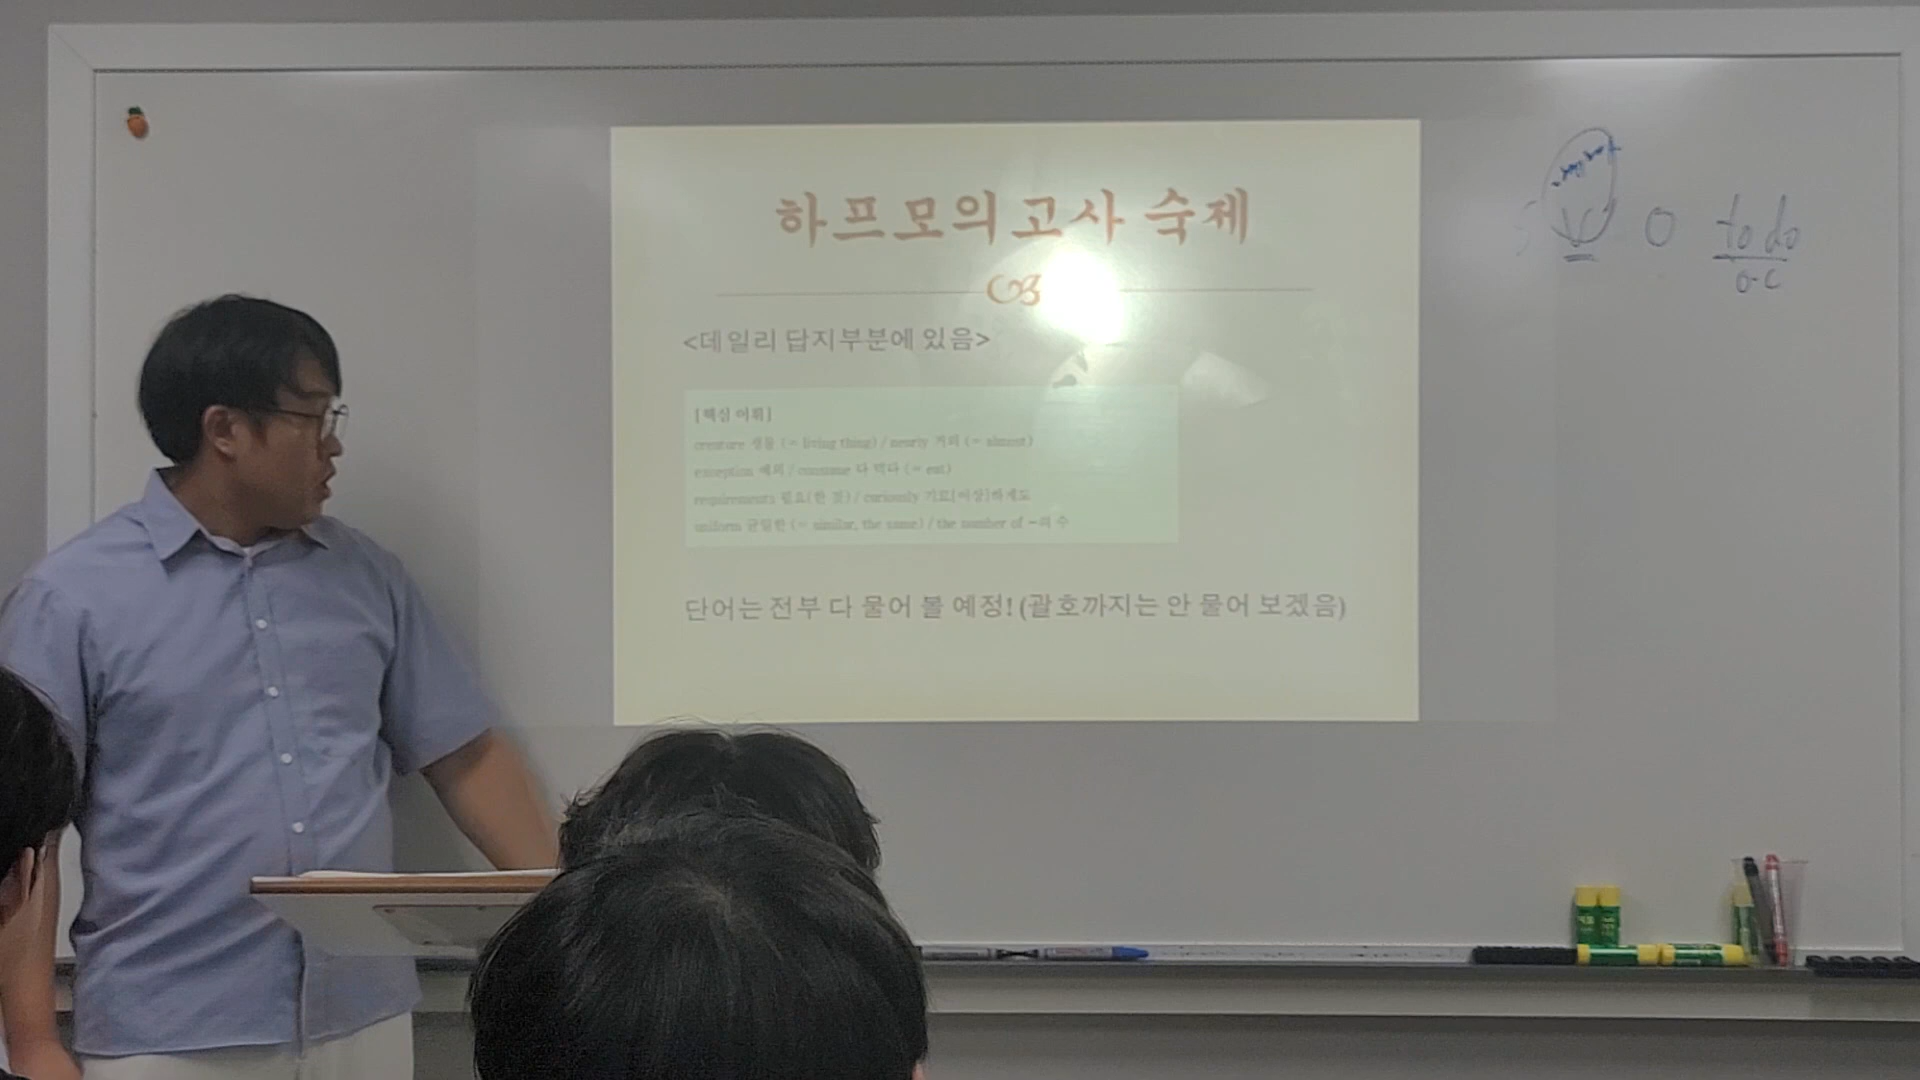 하프모의고사 숙제
<데일리 답지부분에 있음>
[핵심 어휘]
creature 생물 (= living thing) / nearly 거의 (= almost)
exception 예외 / consume 다 먹다 (= eat)
requirements 필요(한 것) / curiously 기묘[이상]하게도
uniform 균일한 (= similar, the same) / the number of ~의 수
단어는 전부 다 물어 볼 예정! (괄호까지는 안 물어 보겠음)
V O to do
o·c